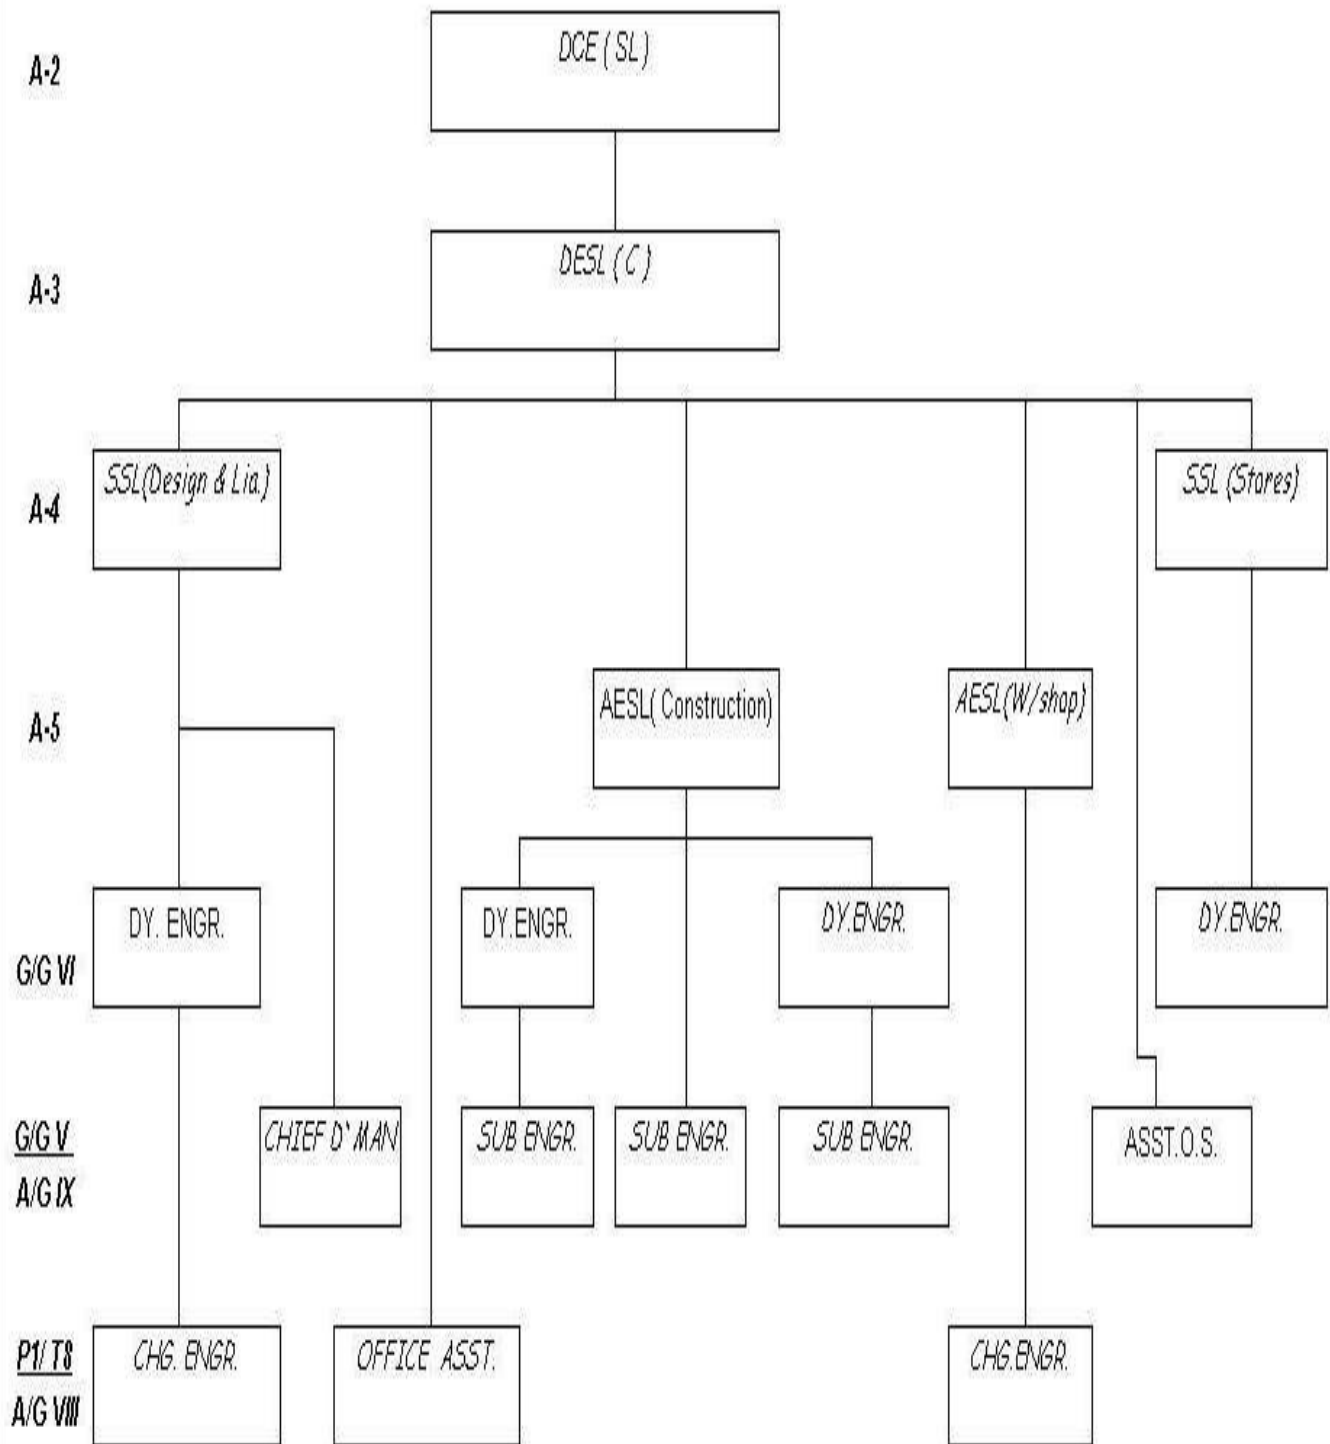 A-2
DCE ( SL )
A-3
DESL ( C )
A-4
SSL(Design & Lia.)
SSL (Stores)
A-5
AESL( Construction)
AESL(W/shop)
G/G VI
DY. ENGR.
DY.ENGR.
DY.ENGR.
DY.ENGR.
G/G V
A/G IX
CHIEF D` MAN
SUB ENGR.
SUB ENGR.
SUB ENGR.
ASST.O.S.
P1/ T8
A/G VIII
CHG. ENGR.
OFFICE ASST.
CHG.ENGR.